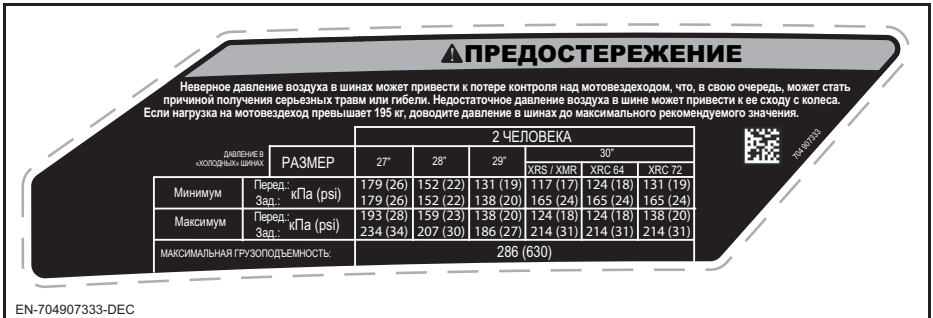 ПРЕДОСТЕРЕЖЕНИЕ
Неверное давление воздуха в шинах может привести к потере контроля над мотовездеходом, что, в свою очередь, может стать
причиной получения серьезных травм или гибели. Недостаточное давление воздуха в шине может привести к ее сходу с колеса.
Если нагрузка на мотовездеход превышает 195 кг, доводите давление в шинах до максимального рекомендуемого значения.
2 ЧЕЛОВЕКА
ДАВЛЕНИЕ В
«ХОЛОДНЫХ» ШИНАХ
РАЗМЕР 27" 28" 29" 30"
XRS / XMR XRC 64 XRC 72
Минимум Перед.: кПа (psi) 179 (26) 152 (22) 131 (19) 117 (17) 124 (18) 131 (19)
Зад.: 179 (26) 152 (22) 138 (20) 165 (24) 165 (24) 165 (24)
Максимум Перед.: кПа (psi) 193 (28) 159 (23) 138 (20) 124 (18) 124 (18) 138 (20)
Зад.: 234 (34) 207 (30) 186 (27) 214 (31) 214 (31) 214 (31)
МАКСИМАЛЬНАЯ ГРУЗОПОДЪЕМНОСТЬ: 286 (630)
704 907333
EN-704907333-DEC